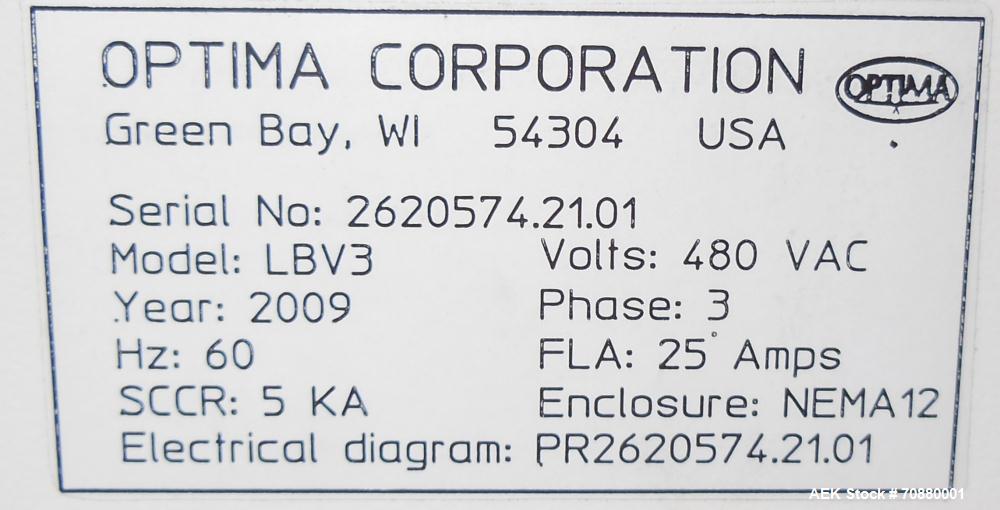 OPTIMA CORPORATION
OPTIMA
Green Bay, WI 54304 USA
Serial No: 2620574.21.01
Model: LBV3 Volts: 480 VAC
Year: 2009 Phase: 3
Hz: 60 FLA: 25 Amps
SCCR: 5 KA Enclosure: NEMA12
Electrical diagram: PR2620574.21.01
AEK Stock # 70880001